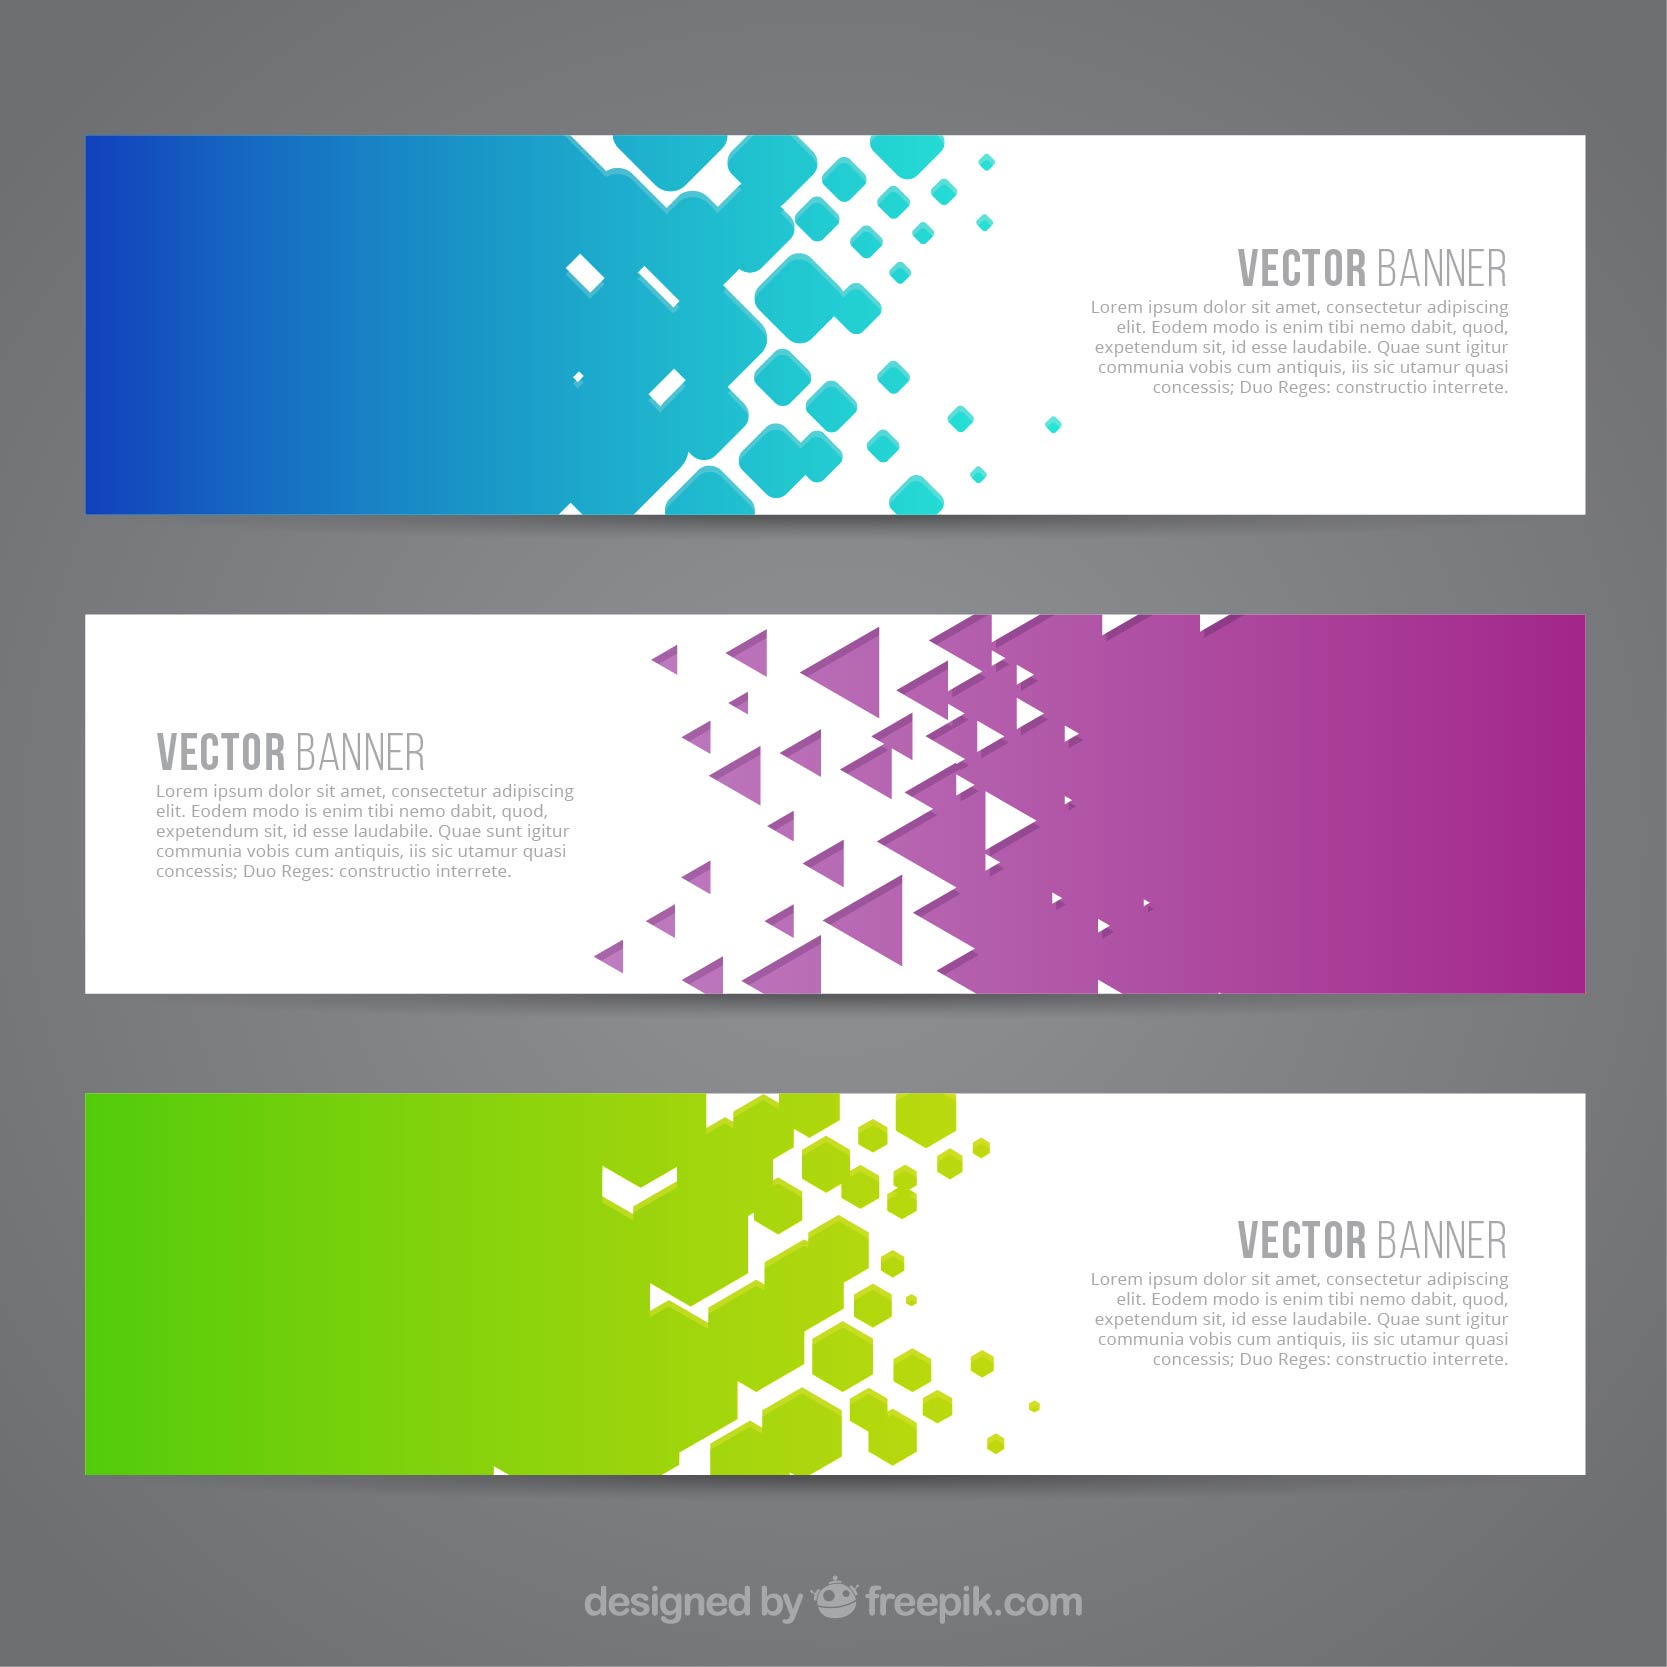 VECTOR BANNER
Lorem ipsum dolor sit amet, consectetur adipiscing
elit. Eodem modo is enim tibi nemo dabit, quod,
expetendum sit, id esse laudabile. Quae sunt igitur
communia vobis cum antiquis, iis sic utamur quasi
concessis; Duo Reges: constructio interrete.
VECTOR BANNER
Lorem ipsum dolor sit amet, consectetur adipiscing
elit. Eodem modo is enim tibi nemo dabit, quod,
expetendum sit, id esse laudabile. Quae sunt igitur
communia vobis cum antiquis, iis sic utamur quasi
concessis; Duo Reges: constructio interrete.
VECTOR BANNER
Lorem ipsum dolor sit amet, consectetur adipiscing
elit. Eodem modo is enim tibi nemo dabit, quod,
expetendum sit, id esse laudabile. Quae sunt igitur
communia vobis cum antiquis, iis sic utamur quasi
concessis; Duo Reges: constructio interrete.
designed by freepik.com